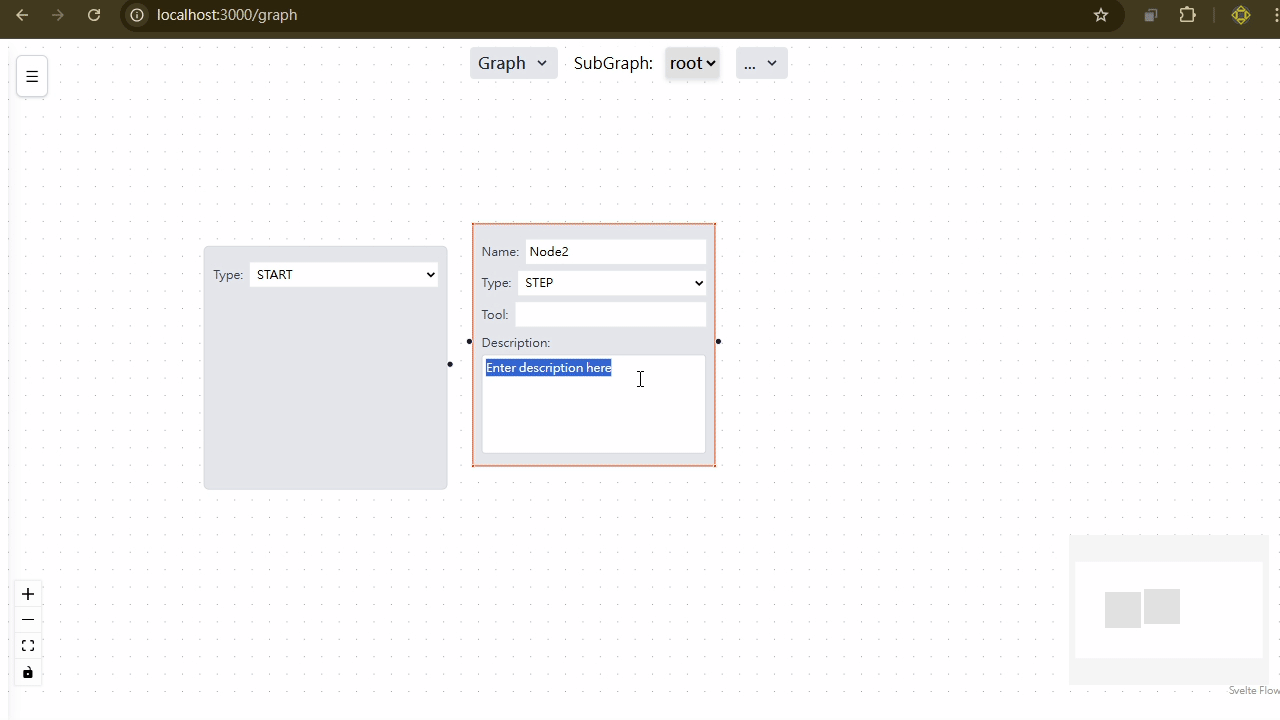 localhost:3000/graph
Graph SubGraph: root ...
Type: START
Name: Node2
Type: STEP
Tool:
Description:
Enter description here
Svelte Flow